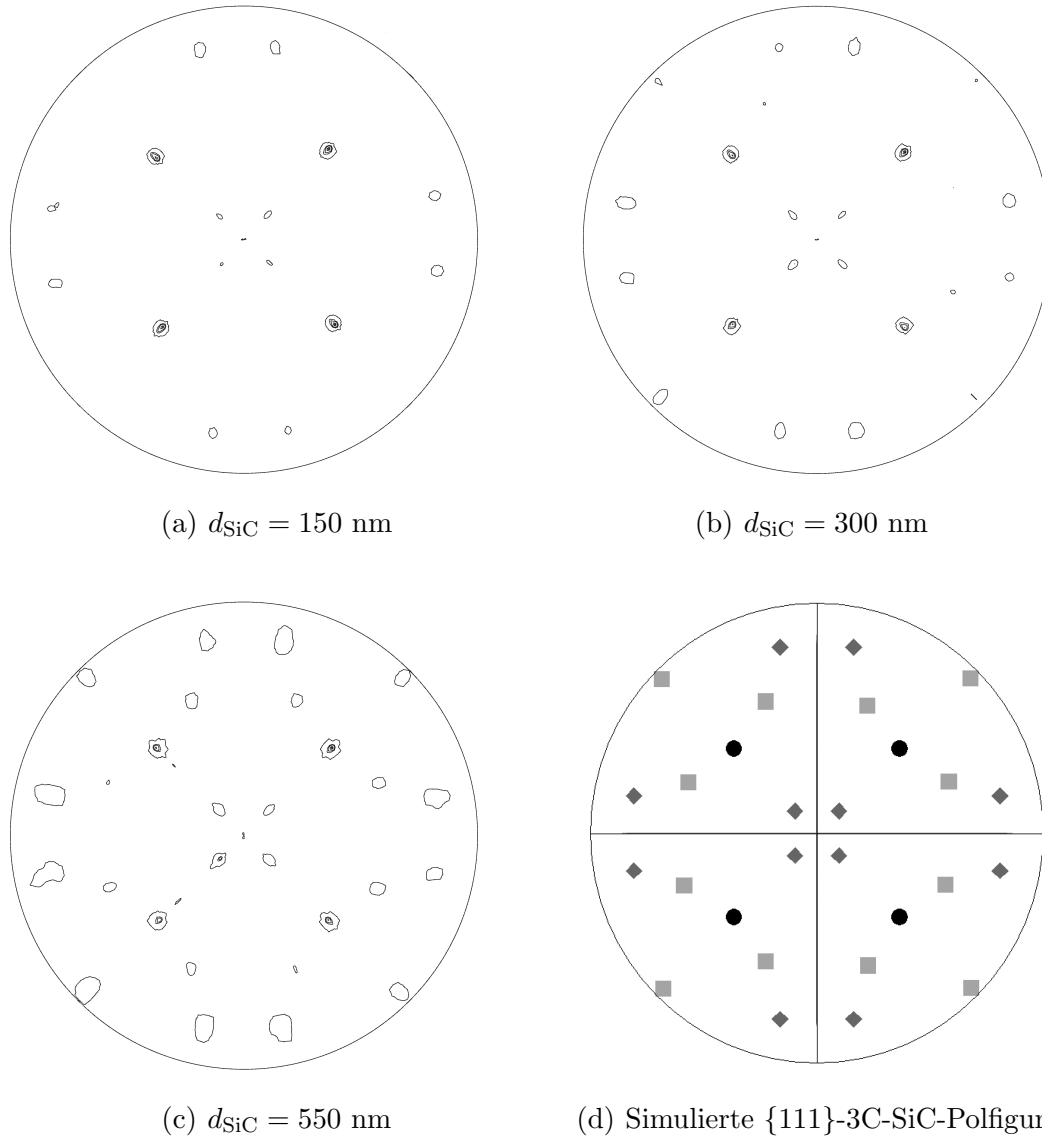 (a) d_SiC = 150 nm
(b) d_SiC = 300 nm
(c) d_SiC = 550 nm
(d) Simulierte {111}-3C-SiC-Polfigur